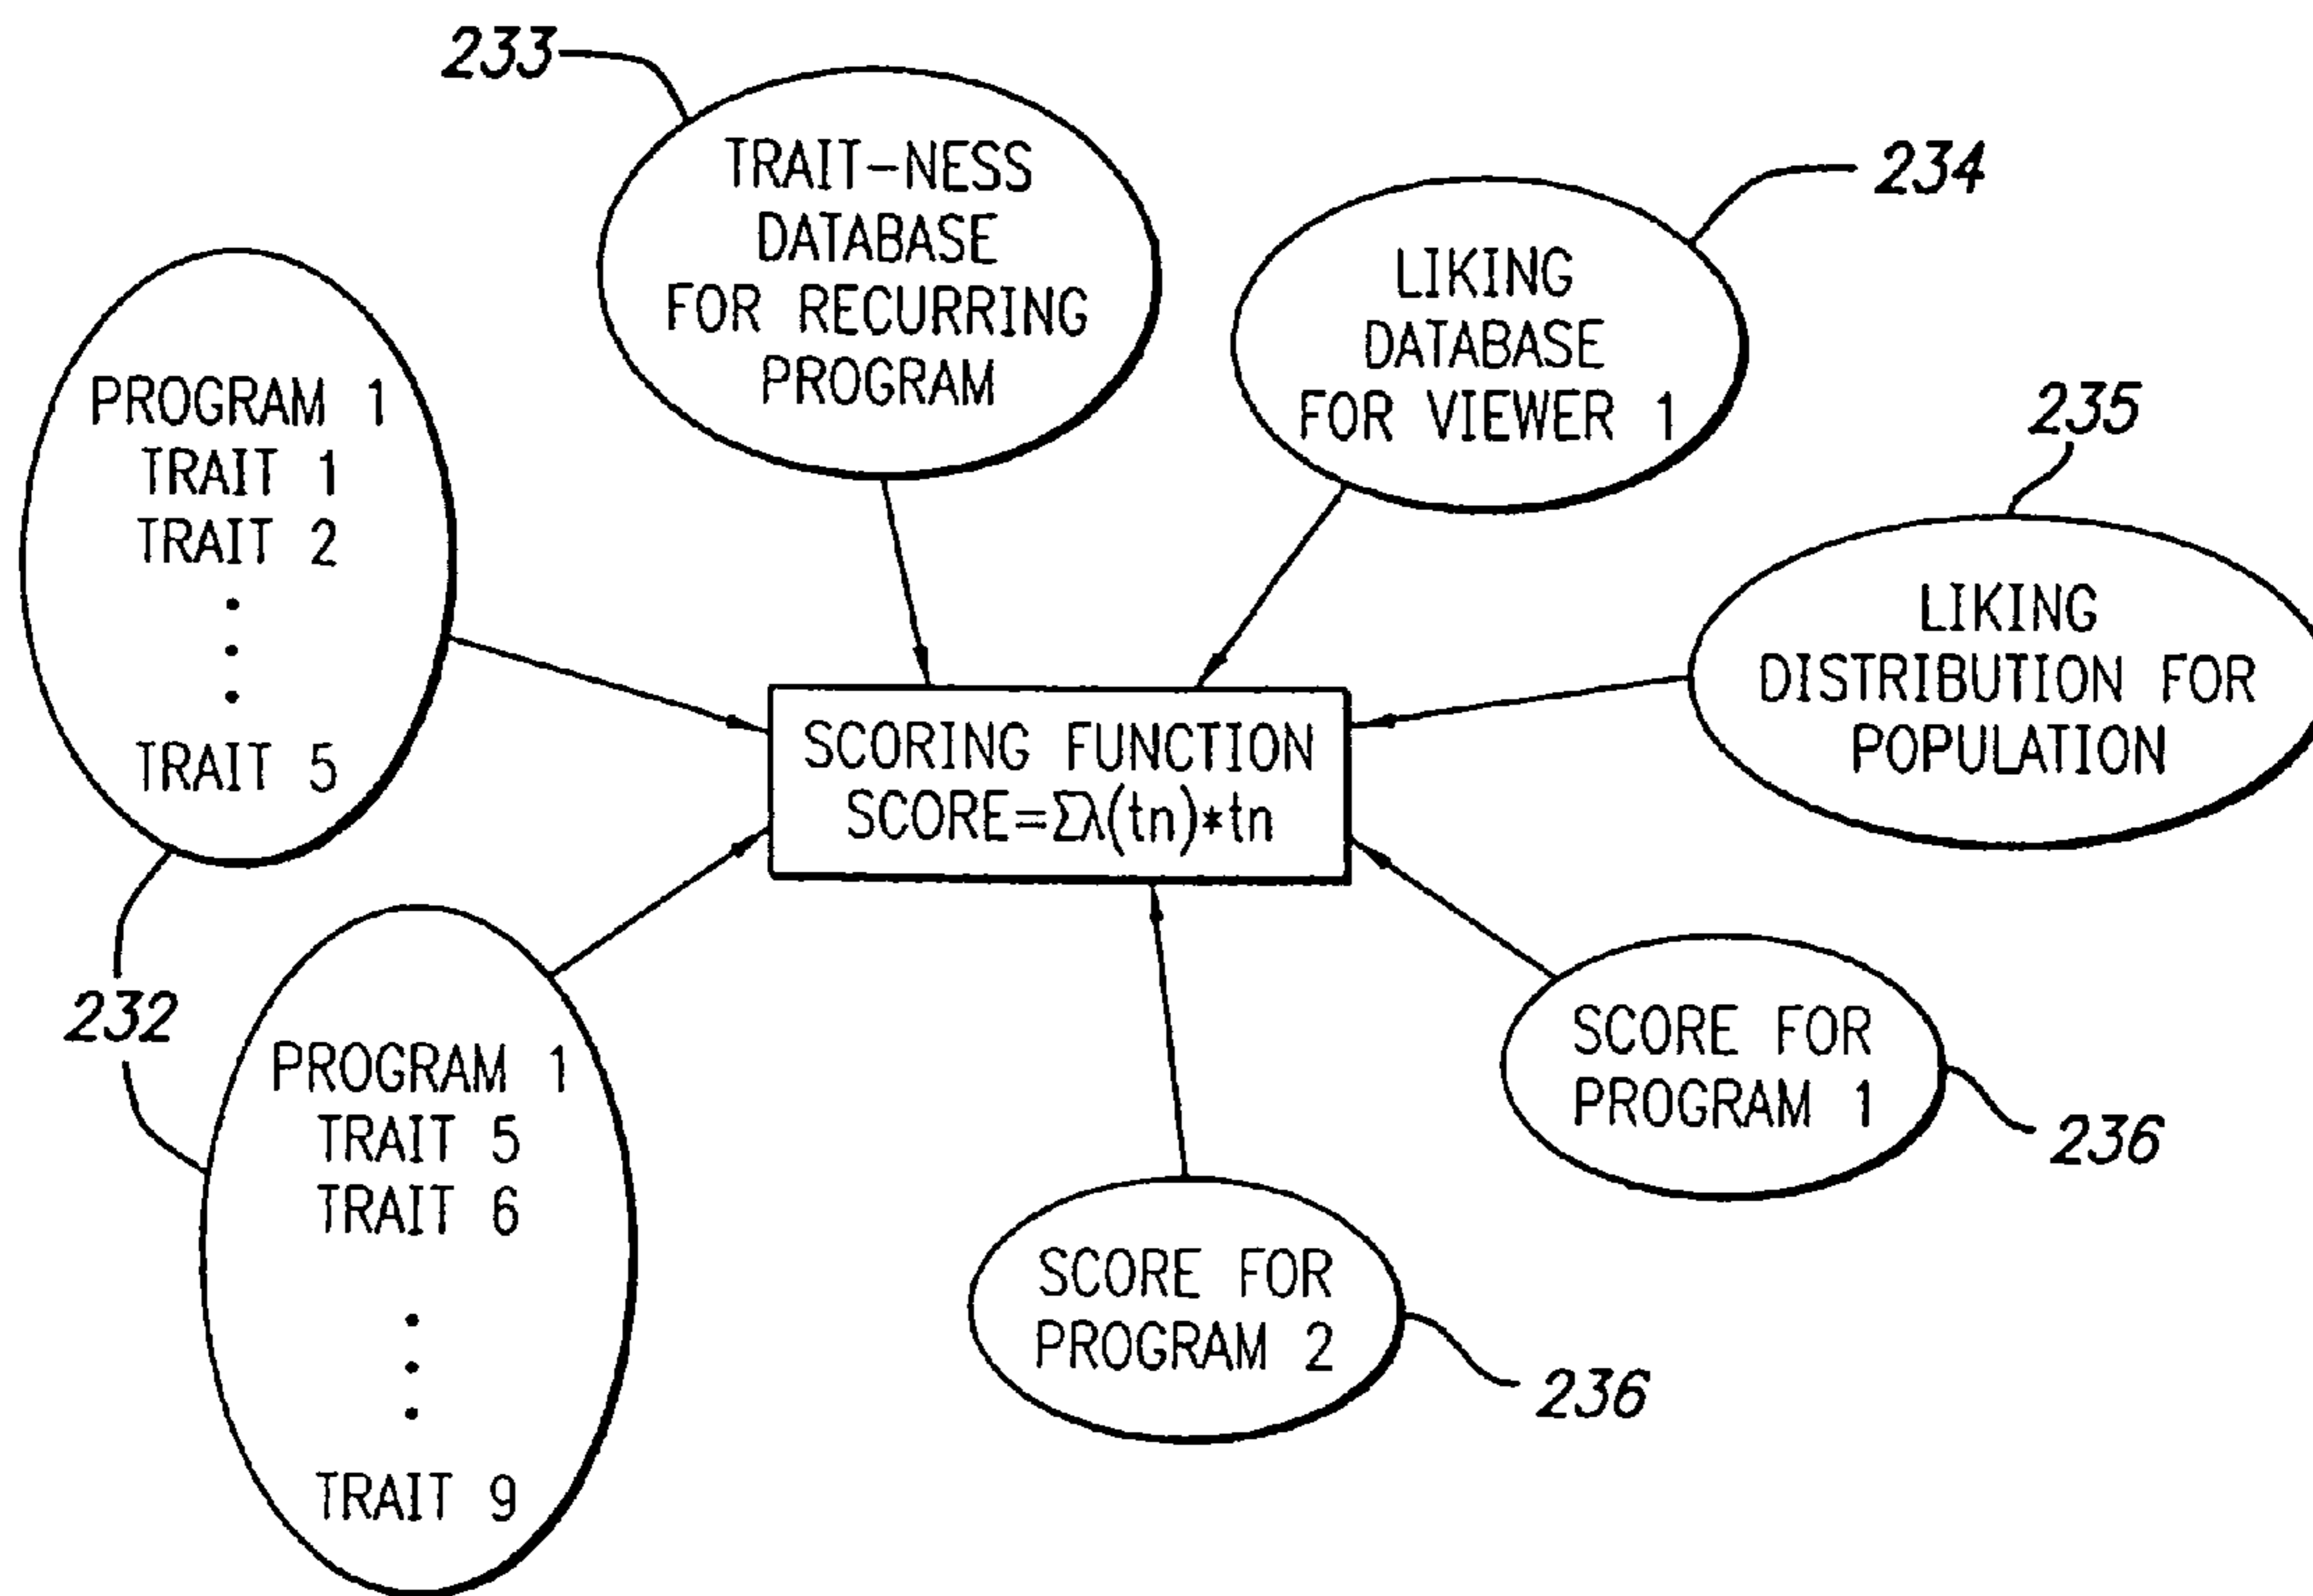 233
TRAIT-NESS
DATABASE
FOR RECURRING
PROGRAM
234
LIKING
DATABASE
FOR VIEWER 1
235
LIKING
DISTRIBUTION FOR
POPULATION
PROGRAM 1
TRAIT 1
TRAIT 2
.
.
.
TRAIT 5
SCORING FUNCTION
SCORE=Σλ(tn)*tn
232
PROGRAM 1
TRAIT 5
TRAIT 6
.
.
.
TRAIT 9
SCORE FOR
PROGRAM 1
236
SCORE FOR
PROGRAM 2
236